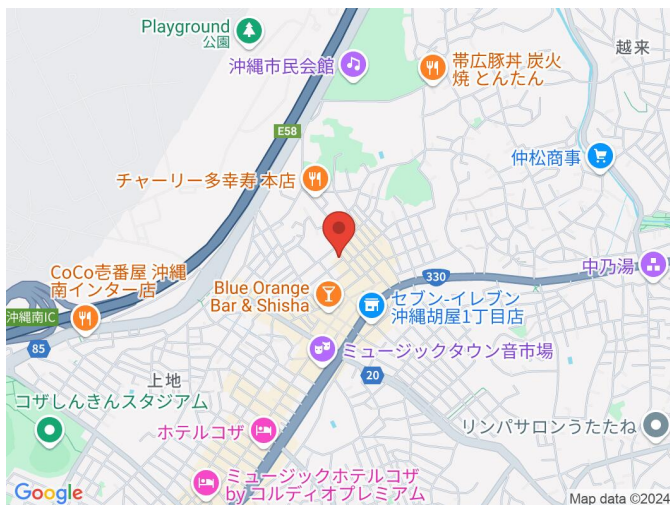 Playground
公園
沖縄市民会館
帯広豚丼 炭火
焼 とんたん
越来
E58
仲松商事
チャーリー多幸寿 本店
CoCo壱番屋 沖縄
南インター店
Blue Orange
Bar & Shisha
330
中乃湯
セブン-イレブン
沖縄胡屋1丁目店
沖縄南IC
85
ミュージックタウン音市場
20
上地
コザしんきんスタジアム
ホテルコザ
リンパサロンうたたね
ミュージックホテルコザ
by コルディオプレミアム
Google
Map data ©2024